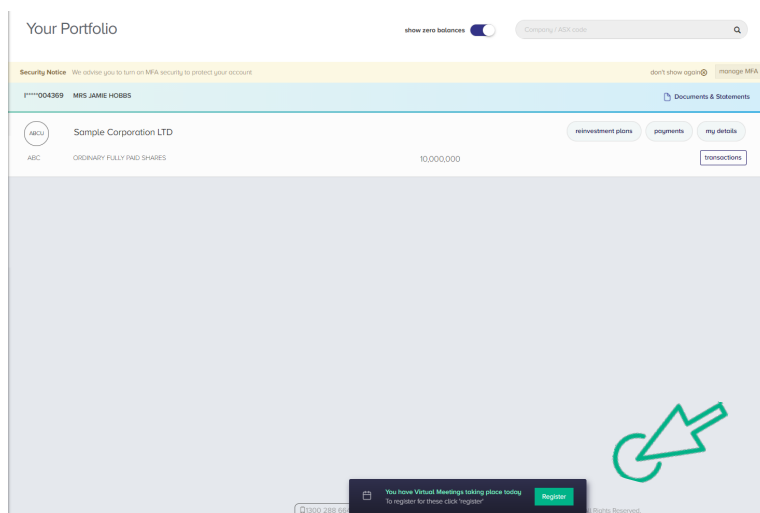 Your Portfolio
show zero balances
Company / ASX code
Security Notice We advise you to turn on MFA security to protect your account
don't show again
manage MFA
I*****004369 MRS JAMIE HOBBS
Documents & Statements
ABCU
Sample Corporation LTD
reinvestment plans
payments
my details
ABC ORDINARY FULLY PAID SHARES
10,000,000
transactions
You have Virtual Meetings taking place today
To register for these click 'register'
Register
1300 288 66
Rights Reserved.